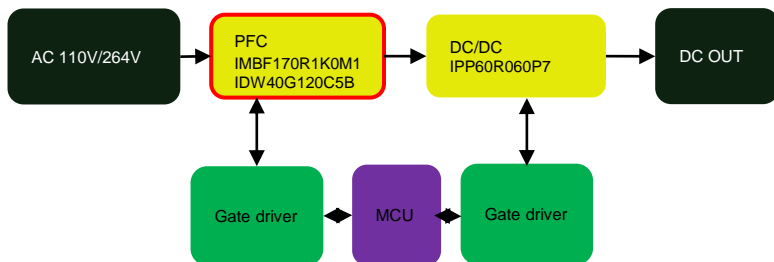 AC 110V/264V
PFC
IMBF170R1K0M1
IDW40G120C5B
DC/DC
IPP60R060P7
DC OUT
Gate driver
MCU
Gate driver